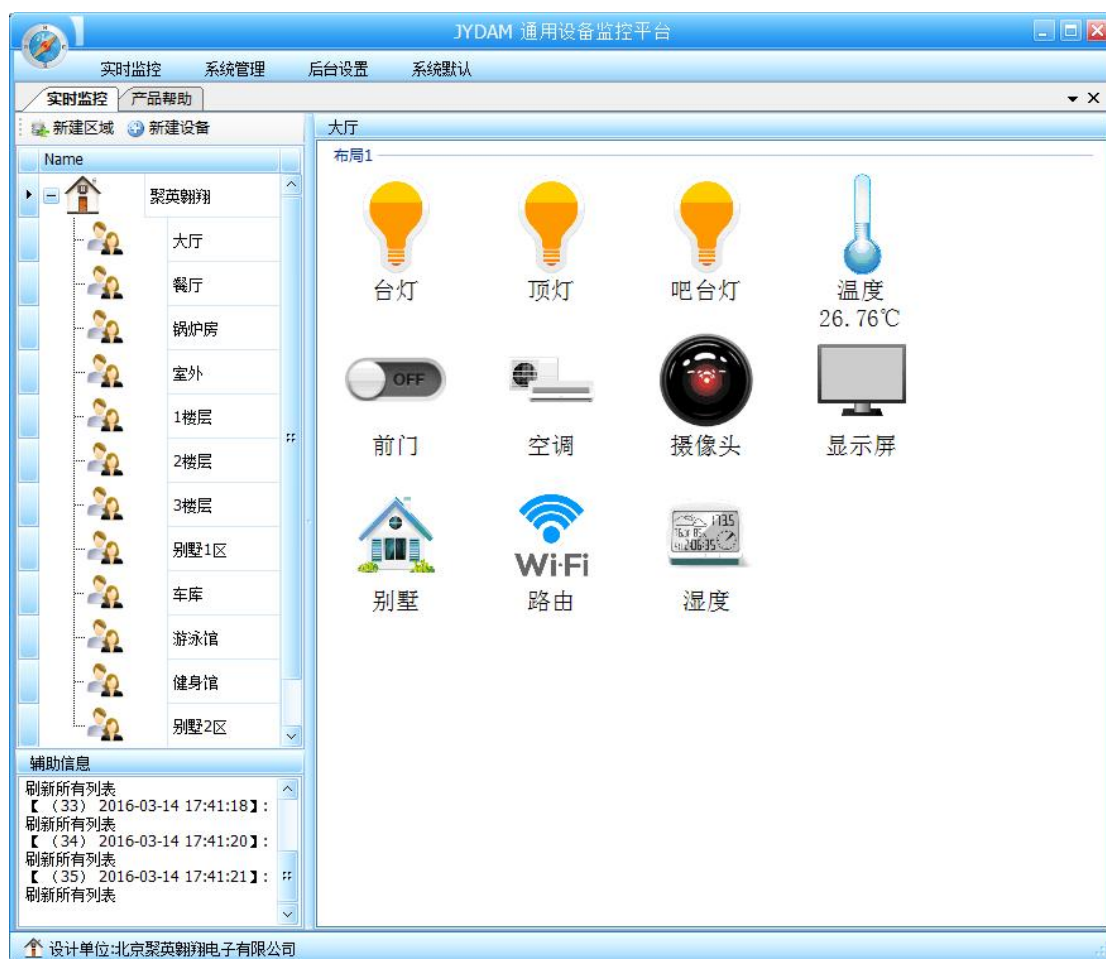 JYDAM 通用设备监控平台
实时监控 系统管理 后台设置 系统默认
实时监控 产品帮助
新建区域 新建设备
Name
聚英翱翔
大厅
餐厅
锅炉房
室外
1楼层
2楼层
3楼层
别墅1区
车库
游泳馆
健身馆
别墅2区
辅助信息
刷新所有列表
【 （33） 2016-03-14 17:41:18】:
刷新所有列表
【 （34） 2016-03-14 17:41:20】:
刷新所有列表
【 （35） 2016-03-14 17:41:21】:
刷新所有列表
大厅
布局1
台灯 顶灯 吧台灯 温度
26.76℃
OFF
前门 空调 摄像头 显示屏
Wi-Fi
别墅 路由 湿度
设计单位:北京聚英翱翔电子有限公司